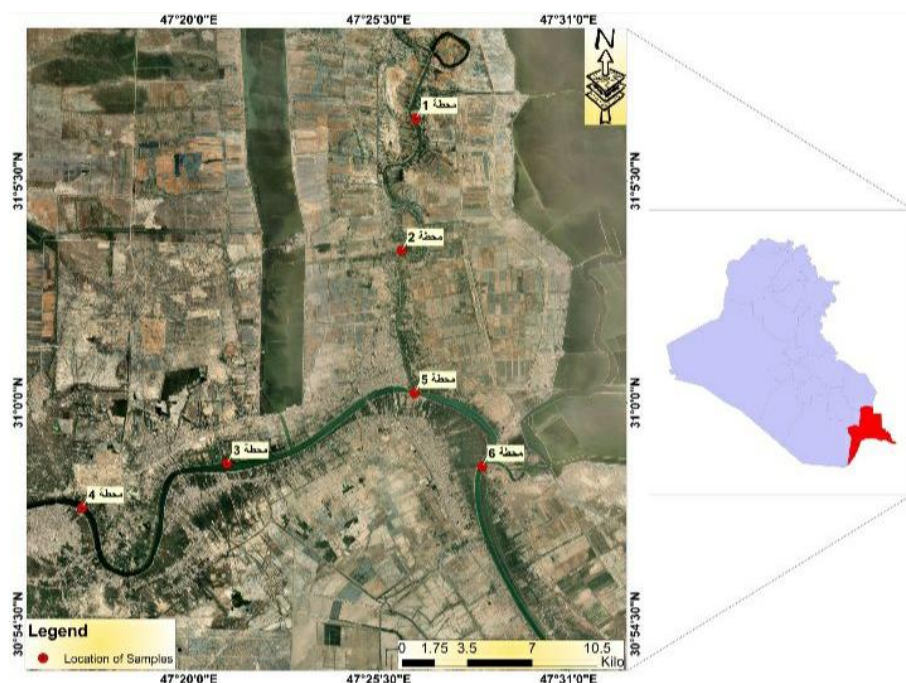 47°20'0"E 47°25'30"E 47°31'0"E
N
محطة 1
31°5'30"N 31°5'30"N
محطة 2
31°0'0"N 31°0'0"N
محطة 5
محطة 3
محطة 6
محطة 4
30°54'30"N 30°54'30"N
Legend
Location of Samples
0 1.75 3.5 7 10.5
Kilo
47°20'0"E 47°25'30"E 47°31'0"E